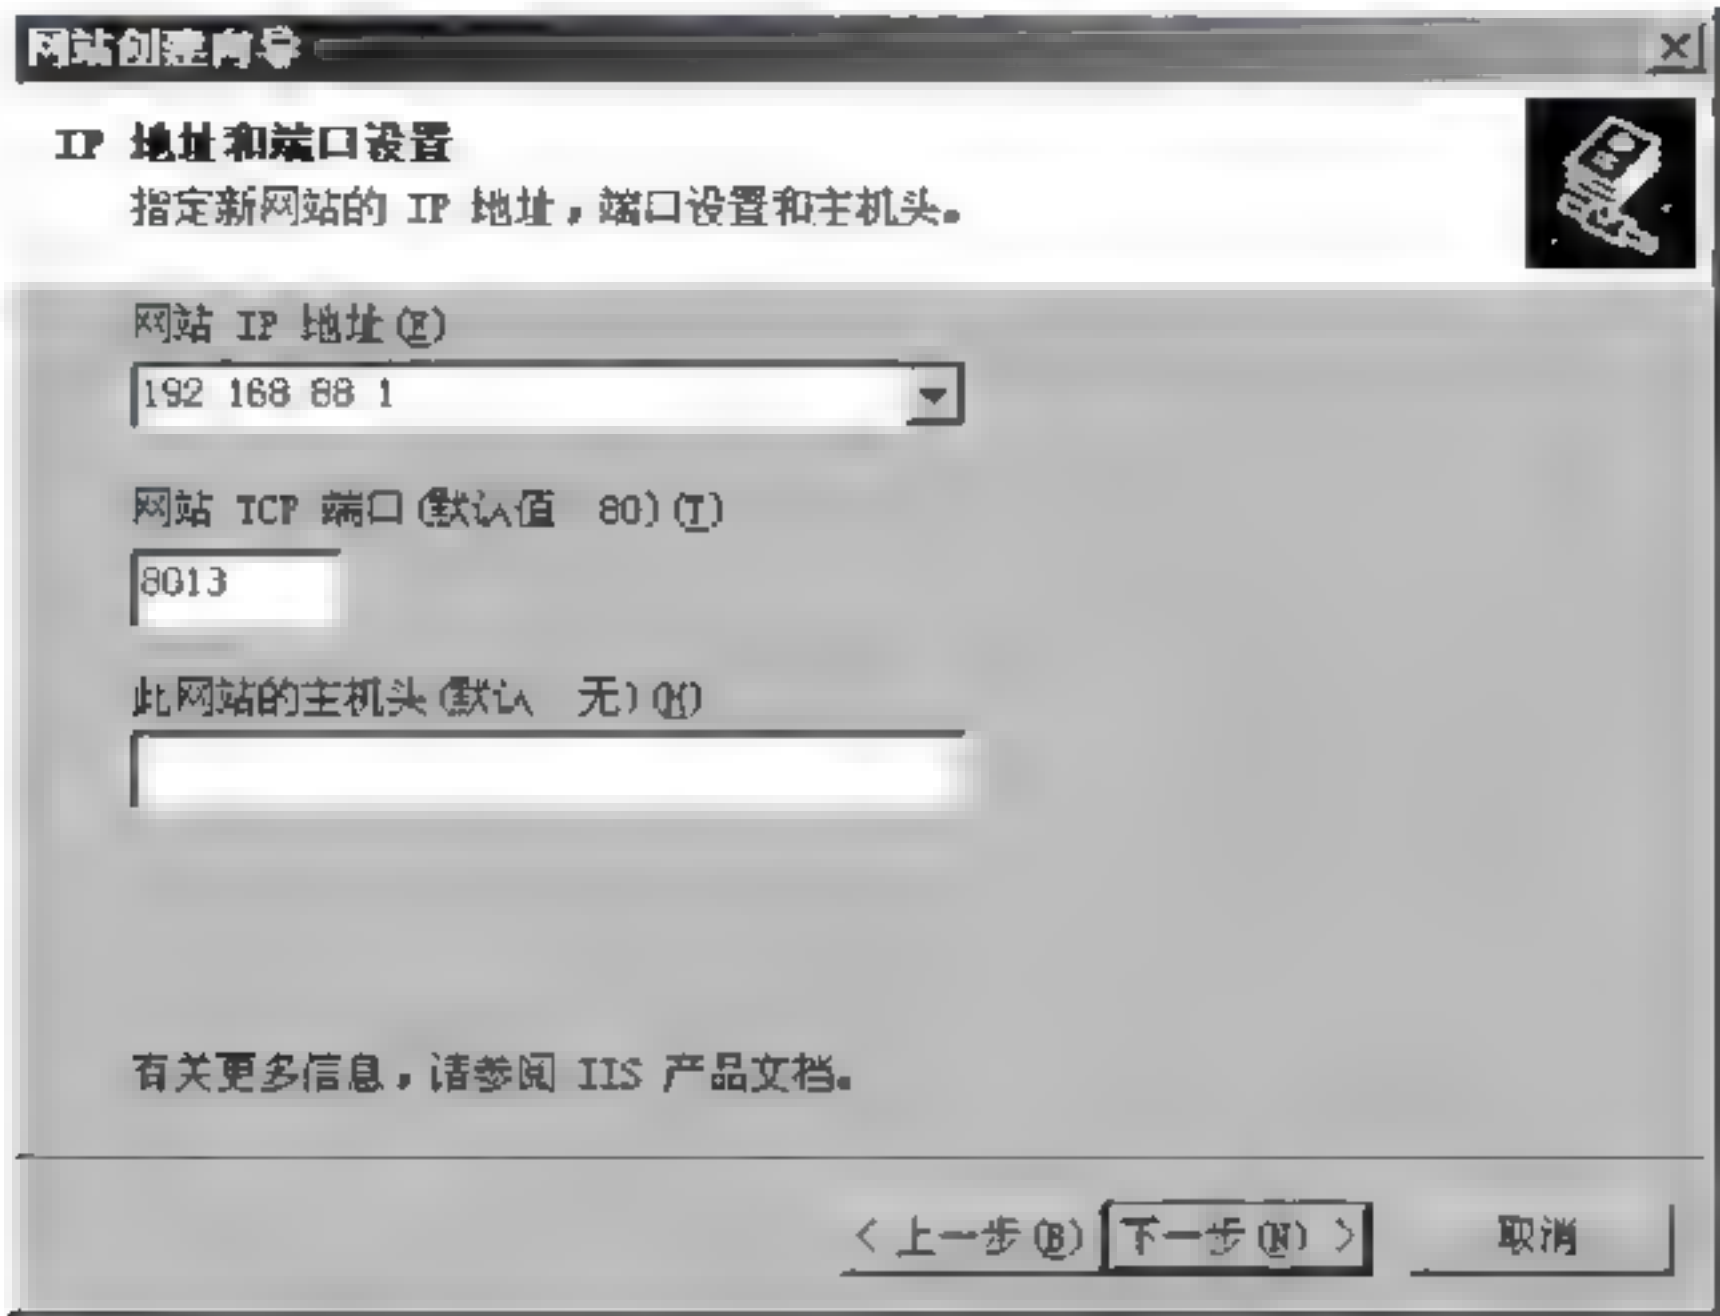 网站创建向导
IP 地址和端口设置
指定新网站的 IP 地址，端口设置和主机头。
网站 IP 地址(E)
192 168 88 1
网站 TCP 端口(默认值 80)(T)
8013
此网站的主机头(默认 无)(H)
有关更多信息，请参阅 IIS 产品文档。
< 上一步(B)
下一步(N) >
取消